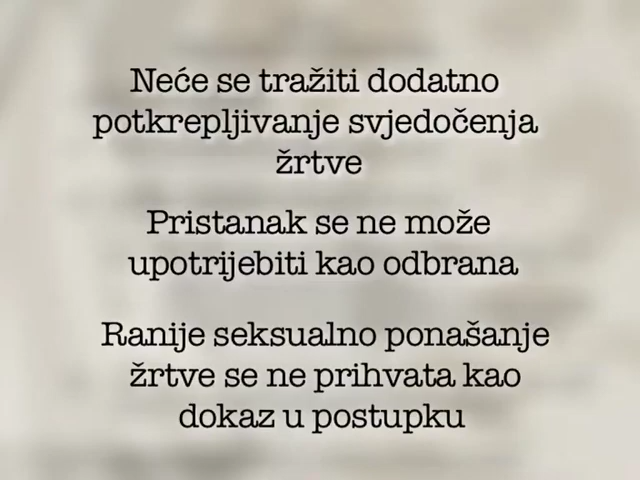 Neće se tražiti dodatno
potkrepljivanje svjedočenja
žrtve
Pristanak se ne može
upotrijebiti kao odbrana
Ranije seksualno ponašanje
žrtve se ne prihvata kao
dokaz u postupku